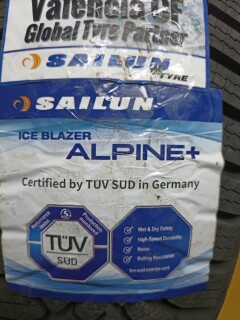 Valencia CF
Global Tyre Partner
SAILUN
TYRE
SAILUN
ICE BLAZER
ALPINE+
Certified by TÜV SÜD in Germany
TÜV
SÜD
Wet & Dry Safety
High-Speed Durability
Noise
Rolling Resistance